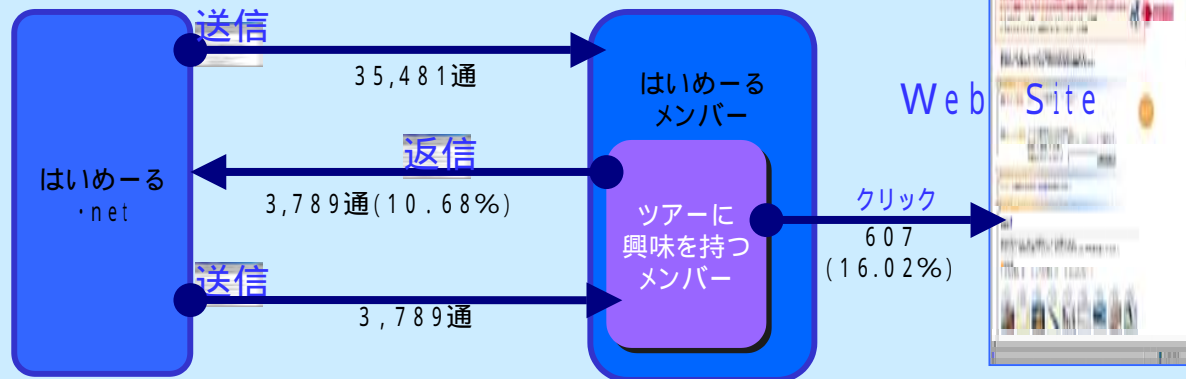 送信
35,481通
はいめーる
・net
返信
3,789通(10.68%)
送信
3,789通
はいめーる
メンバー
ツアーに
興味を持つ
メンバー
クリック
607
(16.02%)
Web Site